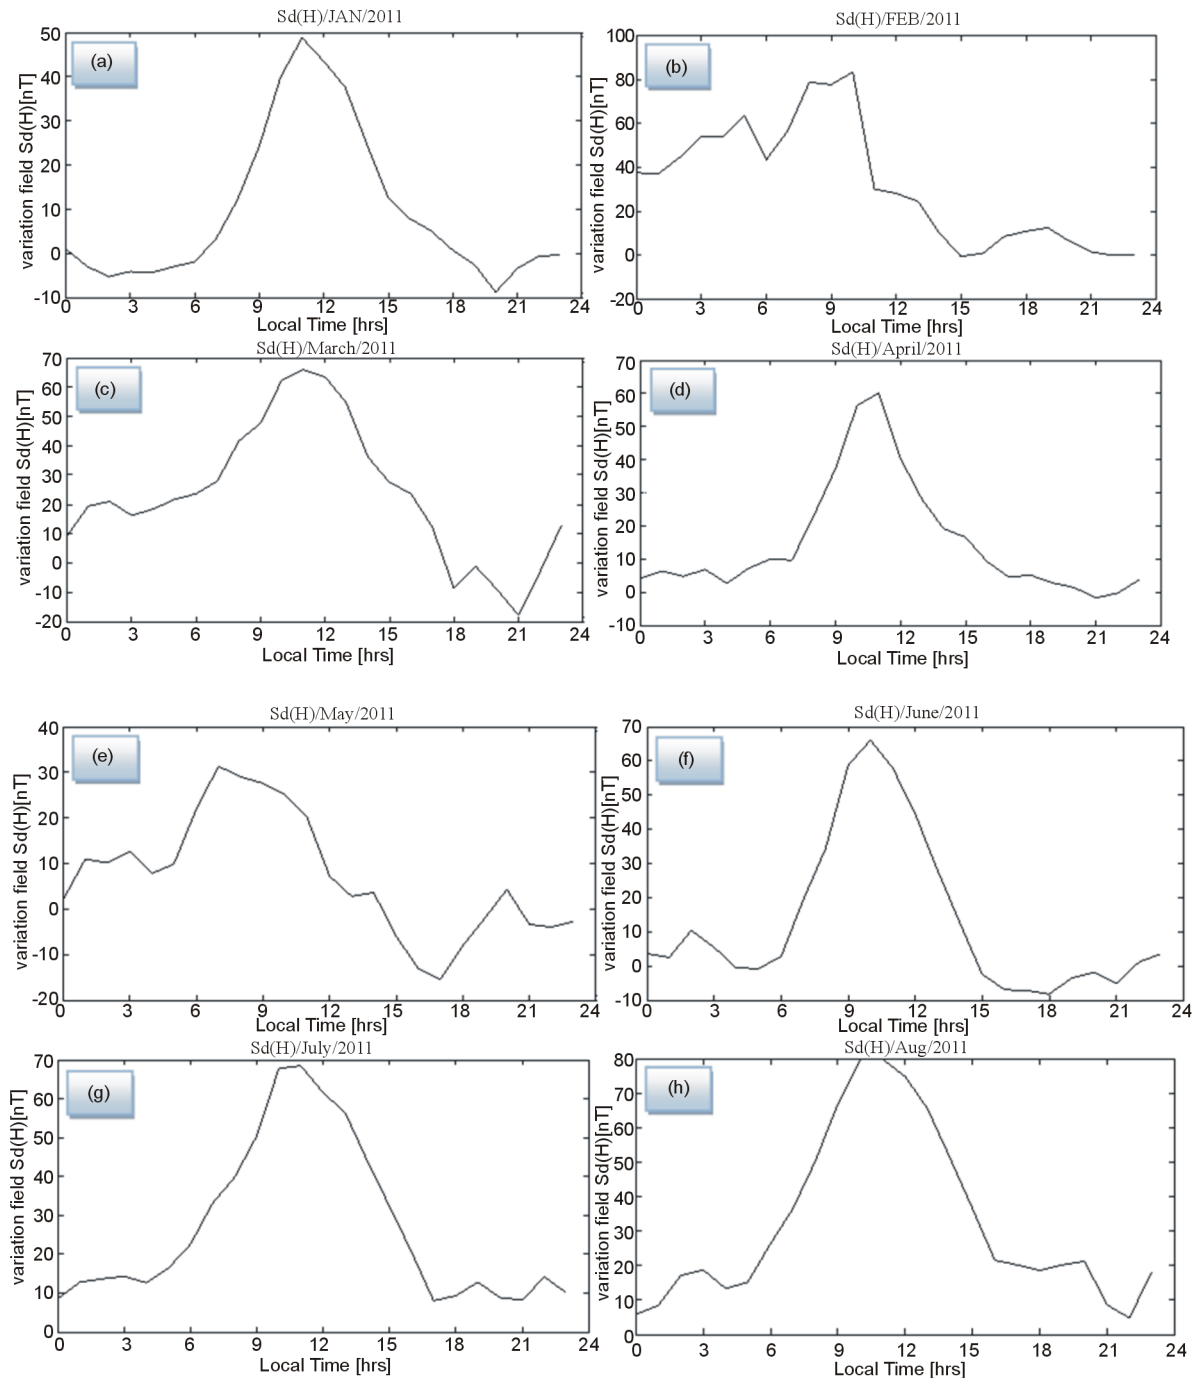 Sd(H)/JAN/2011
(a)
variation field Sd(H)[nT]
50
40
30
20
10
0
-10
0 3 6 9 12 15 18 21 24
Local Time [hrs]
Sd(H)/FEB/2011
(b)
variation field Sd(H)[nT]
100
80
60
40
20
0
-20
0 3 6 9 12 15 18 21 24
Local Time [hrs]
Sd(H)/March/2011
(c)
variation field Sd(H)[nT]
70
60
50
40
30
20
10
0
-10
-20
0 3 6 9 12 15 18 21 24
Local Time [hrs]
Sd(H)/April/2011
(d)
variation field Sd(H)[nT]
70
60
50
40
30
20
10
0
-10
0 3 6 9 12 15 18 21 24
Local Time [hrs]
Sd(H)/May/2011
(e)
variation field Sd(H)[nT]
40
30
20
10
0
-10
-20
0 3 6 9 12 15 18 21 24
Local Time [hrs]
Sd(H)/June/2011
(f)
variation field Sd(H)[nT]
70
60
50
40
30
20
10
0
-10
0 3 6 9 12 15 18 21 24
Local Time [hrs]
Sd(H)/July/2011
(g)
variation field Sd(H)[nT]
70
60
50
40
30
20
10
0
0 3 6 9 12 15 18 21 24
Local Time [hrs]
Sd(H)/Aug/2011
(h)
variation field Sd(H)[nT]
80
70
60
50
40
30
20
10
0
0 3 6 9 12 15 18 21 24
Local Time [hrs]